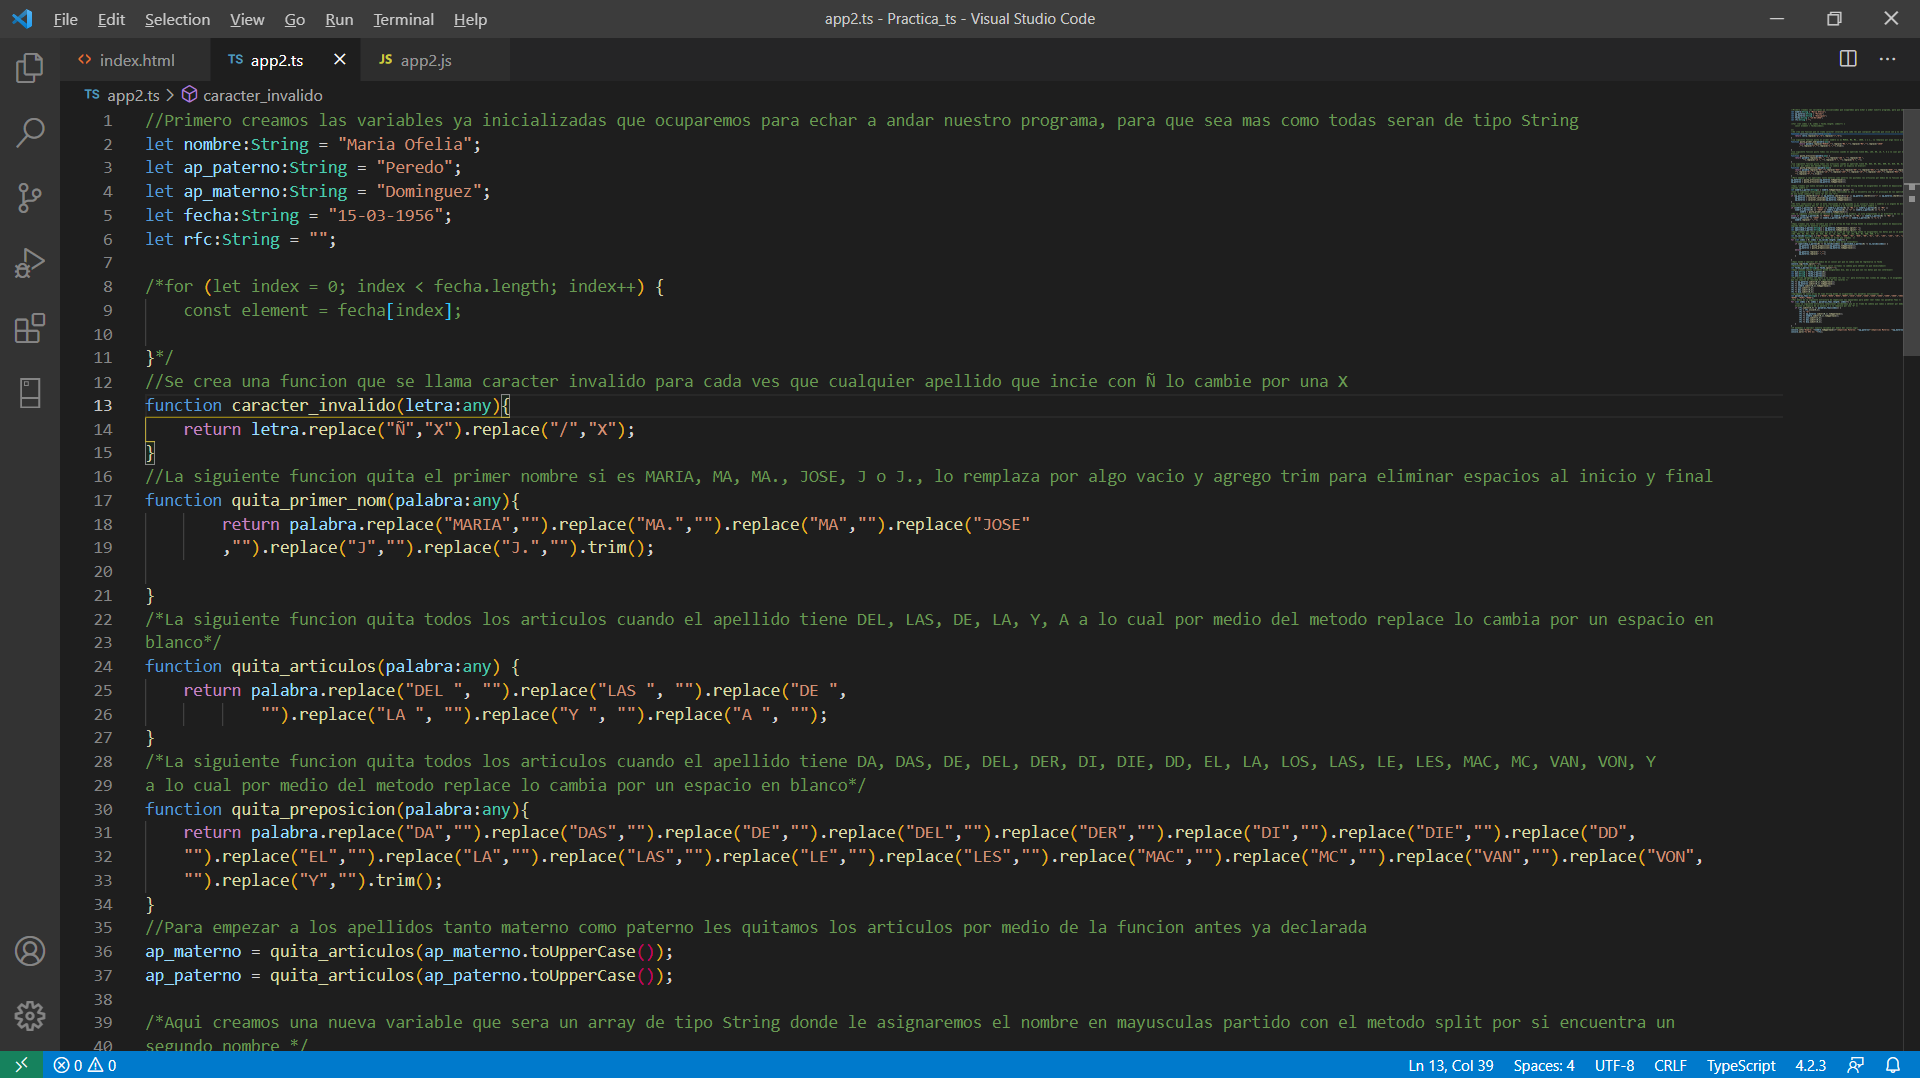 File Edit Selection View Go Run Terminal Help
app2.ts - Practica_ts - Visual Studio Code
<> index.html
TS app2.ts
JS app2.js
TS app2.ts > caracter_invalido
1 //Primero creamos las variables ya inicializadas que ocuparemos para echar a andar nuestro programa, para que sea mas como todas seran de tipo String
2 let nombre:String = "Maria Ofelia";
3 let ap_paterno:String = "Peredo";
4 let ap_materno:String = "Dominguez";
5 let fecha:String = "15-03-1956";
6 let rfc:String = "";
7
8 /*for (let index = 0; index < fecha.length; index++) {
9 const element = fecha[index];
10
11 }*/
12 //Se crea una funcion que se llama caracter invalido para cada ves que cualquier apellido que incie con Ñ lo cambie por una X
13 function caracter_invalido(letra:any){
14 return letra.replace("Ñ","X").replace("/","X");
15 }
16 //La siguiente funcion quita el primer nombre si es MARIA, MA, MA., JOSE, J o J., lo remplaza por algo vacio y agrego trim para eliminar espacios al inicio y final
17 function quita_primer_nom(palabra:any){
18 return palabra.replace("MARIA","").replace("MA.","").replace("MA","").replace("JOSE"
19 ,"").replace("J","").replace("J.","").trim();
20
21 }
22 /*La siguiente funcion quita todos los articulos cuando el apellido tiene DEL, LAS, DE, LA, Y, A a lo cual por medio del metodo replace lo cambia por un espacio en
23 blanco*/
24 function quita_articulos(palabra:any) {
25 return palabra.replace("DEL ", "").replace("LAS ", "").replace("DE ",
26 "").replace("LA ", "").replace("Y ", "").replace("A ", "");
27 }
28 /*La siguiente funcion quita todos los articulos cuando el apellido tiene DA, DAS, DE, DEL, DER, DI, DIE, DD, EL, LA, LOS, LAS, LE, LES, MAC, MC, VAN, VON, Y
29 a lo cual por medio del metodo replace lo cambia por un espacio en blanco*/
30 function quita_preposicion(palabra:any){
31 return palabra.replace("DA","").replace("DAS","").replace("DE","").replace("DEL","").replace("DER","").replace("DI","").replace("DIE","").replace("DD",
32 "").replace("EL","").replace("LA","").replace("LAS","").replace("LE","").replace("LES","").replace("MAC","").replace("MC","").replace("VAN","").replace("VON",
33 "").replace("Y","").trim();
34 }
35 //Para empezar a los apellidos tanto materno como paterno les quitamos los articulos por medio de la funcion antes ya declarada
36 ap_materno = quita_articulos(ap_materno.toUpperCase());
37 ap_paterno = quita_articulos(ap_paterno.toUpperCase());
38
39 /*Aqui creamos una nueva variable que sera un array de tipo String donde le asignaremos el nombre en mayusculas partido con el metodo split por si encuentra un
40 segundo nombre */
0 0
Ln 13, Col 39 Spaces: 4 UTF-8 CRLF TypeScript 4.2.3